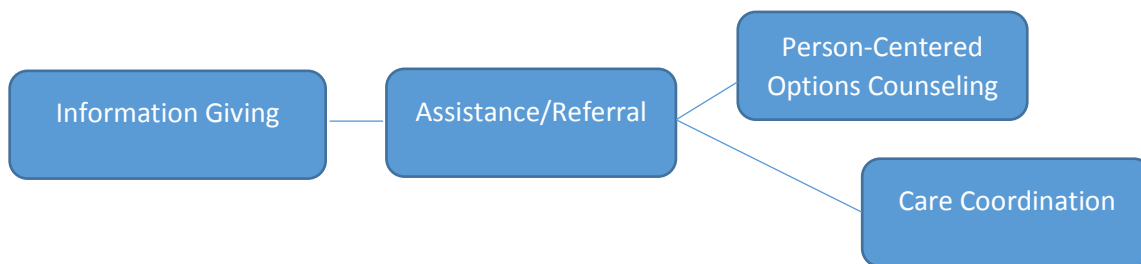 Information Giving
Assistance/Referral
Person-Centered
Options Counseling
Care Coordination